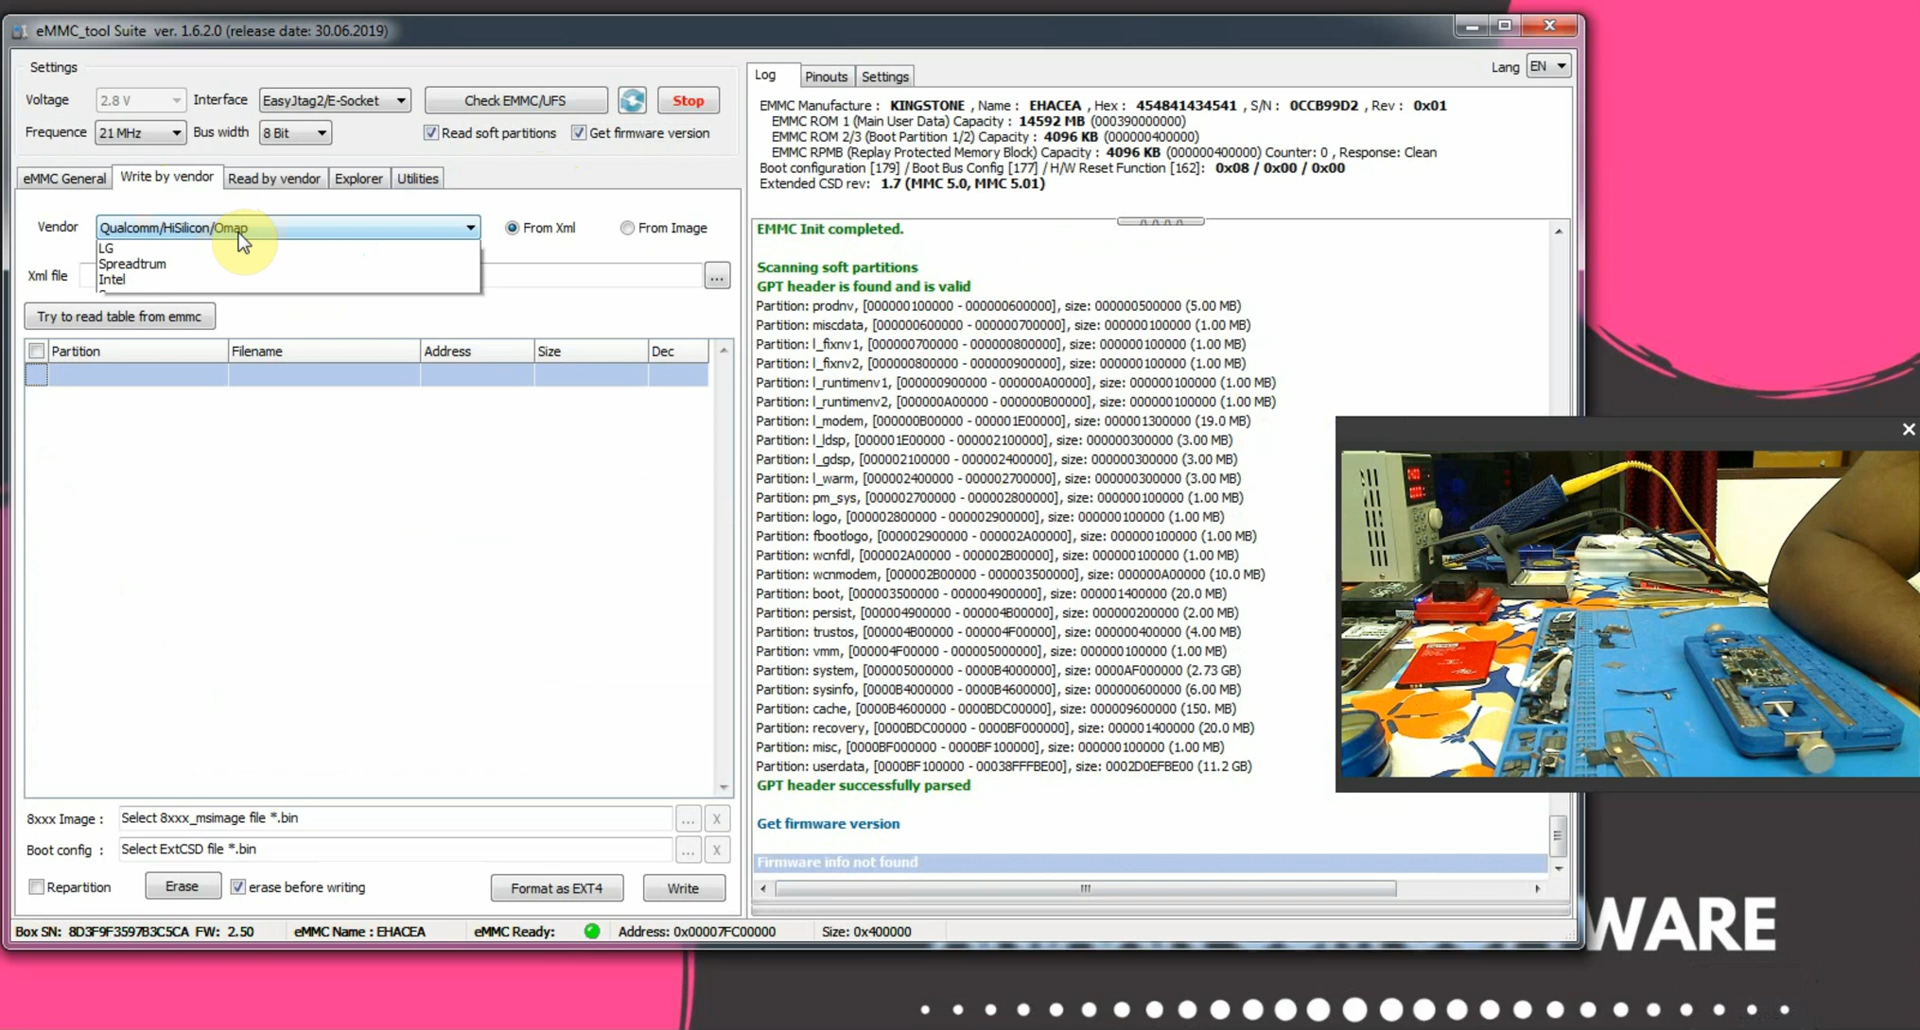 eMMC_tool Suite ver. 1.6.2.0 (release date: 30.06.2019)
Settings
Voltage 2.8 V Interface EasyJtag2/E-Socket Check EMMC/UFS Stop
Frequence 21 MHz Bus width 8 Bit Read soft partitions Get firmware version
eMMC General Write by vendor Read by vendor Explorer Utilities
Vendor Qualcomm/HiSilicon/Omap From Xml From Image
LG
Spreadtrum
Intel
Xml file ...
Try to read table from emmc
Partition Filename Address Size Dec
8xxx Image : Select 8xxx_msimage file *.bin ... X
Boot config : Select ExtCSD file *.bin ... X
Repartition Erase erase before writing Format as EXT4 Write
Box SN: 8D3F9F3597B3C5CA FW: 2.50 eMMC Name : EHACEA eMMC Ready: Address: 0x00007FC00000 Size: 0x400000
Log Pinouts Settings Lang EN
EMMC Manufacture : KINGSTONE , Name : EHACEA , Hex : 454841434541 , S/N : 0CCB99D2 , Rev : 0x01
EMMC ROM 1 (Main User Data) Capacity : 14592 MB (000390000000)
EMMC ROM 2/3 (Boot Partition 1/2) Capacity : 4096 KB (000000400000)
EMMC RPMB (Replay Protected Memory Block) Capacity : 4096 KB (000000400000) Counter: 0 , Response: Clean
Boot configuration [179] / Boot Bus Config [177] / H/W Reset Function [162]: 0x08 / 0x00 / 0x00
Extended CSD rev: 1.7 (MMC 5.0, MMC 5.01)
EMMC Init completed.
Scanning soft partitions
GPT header is found and is valid
Partition: prodnv, [000000100000 - 000000600000], size: 000000500000 (5.00 MB)
Partition: miscdata, [000000600000 - 000000700000], size: 000000100000 (1.00 MB)
Partition: l_fixnv1, [000000700000 - 000000800000], size: 000000100000 (1.00 MB)
Partition: l_fixnv2, [000000800000 - 000000900000], size: 000000100000 (1.00 MB)
Partition: l_runtimenv1, [000000900000 - 000000A00000], size: 000000100000 (1.00 MB)
Partition: l_runtimenv2, [000000A00000 - 000000B00000], size: 000000100000 (1.00 MB)
Partition: l_modem, [000000B00000 - 000001E00000], size: 000001300000 (19.0 MB)
Partition: l_ldsp, [000001E00000 - 000002100000], size: 000000300000 (3.00 MB)
Partition: l_gdsp, [000002100000 - 000002400000], size: 000000300000 (3.00 MB)
Partition: l_warm, [000002400000 - 000002700000], size: 000000300000 (3.00 MB)
Partition: pm_sys, [000002700000 - 000002800000], size: 000000100000 (1.00 MB)
Partition: logo, [000002800000 - 000002900000], size: 000000100000 (1.00 MB)
Partition: fbootlogo, [000002900000 - 000002A00000], size: 000000100000 (1.00 MB)
Partition: wcnfdl, [000002A00000 - 000002B00000], size: 000000100000 (1.00 MB)
Partition: wcnmodem, [000002B00000 - 000003500000], size: 000000A00000 (10.0 MB)
Partition: boot, [000003500000 - 000004900000], size: 000001400000 (20.0 MB)
Partition: persist, [000004900000 - 000004B00000], size: 000000200000 (2.00 MB)
Partition: trustos, [000004B00000 - 000004F00000], size: 000000400000 (4.00 MB)
Partition: vmm, [000004F00000 - 000005000000], size: 000000100000 (1.00 MB)
Partition: system, [000005000000 - 0000B4000000], size: 0000AF000000 (2.73 GB)
Partition: sysinfo, [0000B4000000 - 0000B4600000], size: 000000600000 (6.00 MB)
Partition: cache, [0000B4600000 - 0000BDC00000], size: 000009600000 (150. MB)
Partition: recovery, [0000BDC00000 - 0000BF000000], size: 000001400000 (20.0 MB)
Partition: misc, [0000BF000000 - 0000BF100000], size: 000000100000 (1.00 MB)
Partition: userdata, [0000BF100000 - 00038FFFBE00], size: 0002D0EFBE00 (11.2 GB)
GPT header successfully parsed
Get firmware version
Firmware info not found
WARE